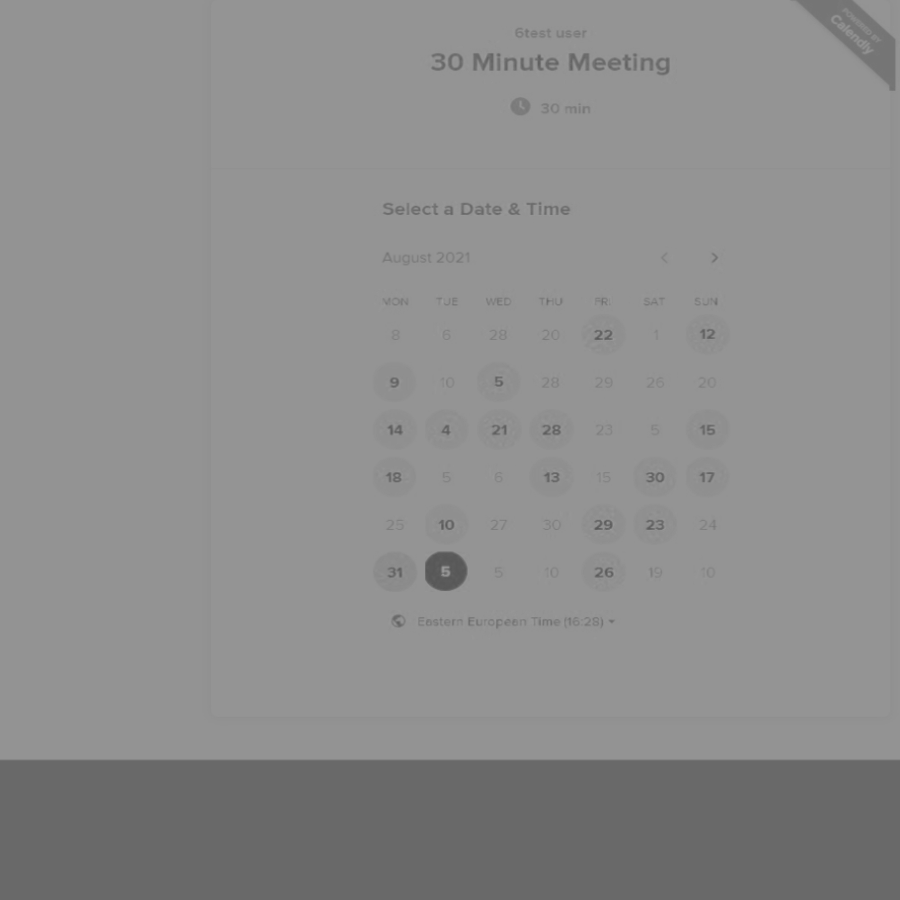 POWERED BY
Calendly
6test user
30 Minute Meeting
30 min
Select a Date & Time
August 2021
MON TUE WED THU FRI SAT SUN
8 6 28 20 22 1 12
9 10 5 28 29 26 20
14 4 21 28 23 5 15
18 5 6 13 15 30 17
25 10 27 30 29 23 24
31 5 5 10 26 19 10
Eastern European Time (16:28)